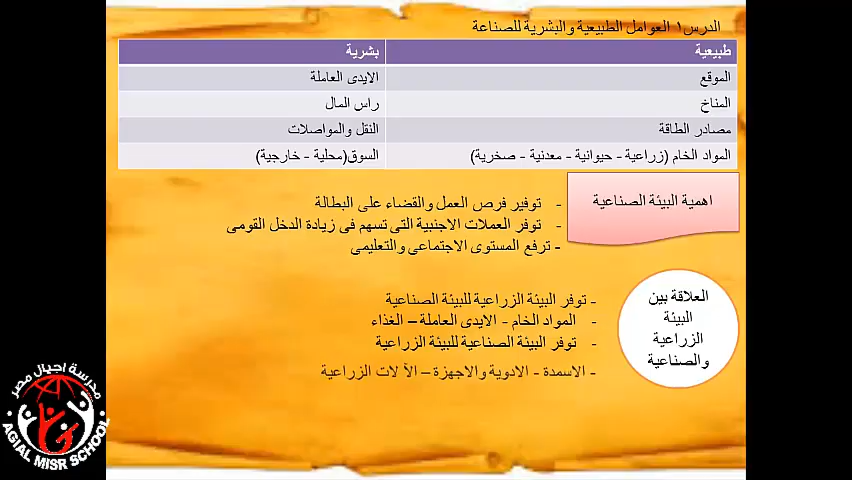 الدرس١ العوامل الطبيعية والبشرية للصناعة
طبيعية بشرية
الموقع الايدى العاملة
المناخ راس المال
مصادر الطاقة النقل والمواصلات
المواد الخام (زراعية - حيوانية - معدنية - صخرية) السوق(محلية - خارجية)
اهمية البيئة الصناعية
- توفير فرص العمل والقضاء على البطالة
- توفر العملات الاجنبية التى تسهم فى زيادة الدخل القومى
- ترفع المستوى الاجتماعى والتعليمى
العلاقة بين
البيئة
الزراعية
والصناعية
- توفر البيئة الزراعية للبيئة الصناعية
- المواد الخام - الايدى العاملة – الغذاء
- توفر البيئة الصناعية للبيئة الزراعية
- الاسمدة - الادوية والاجهزة – الآ لات الزراعية
مدرسة اجيال مصر
AGIAL MISR SCHOOL